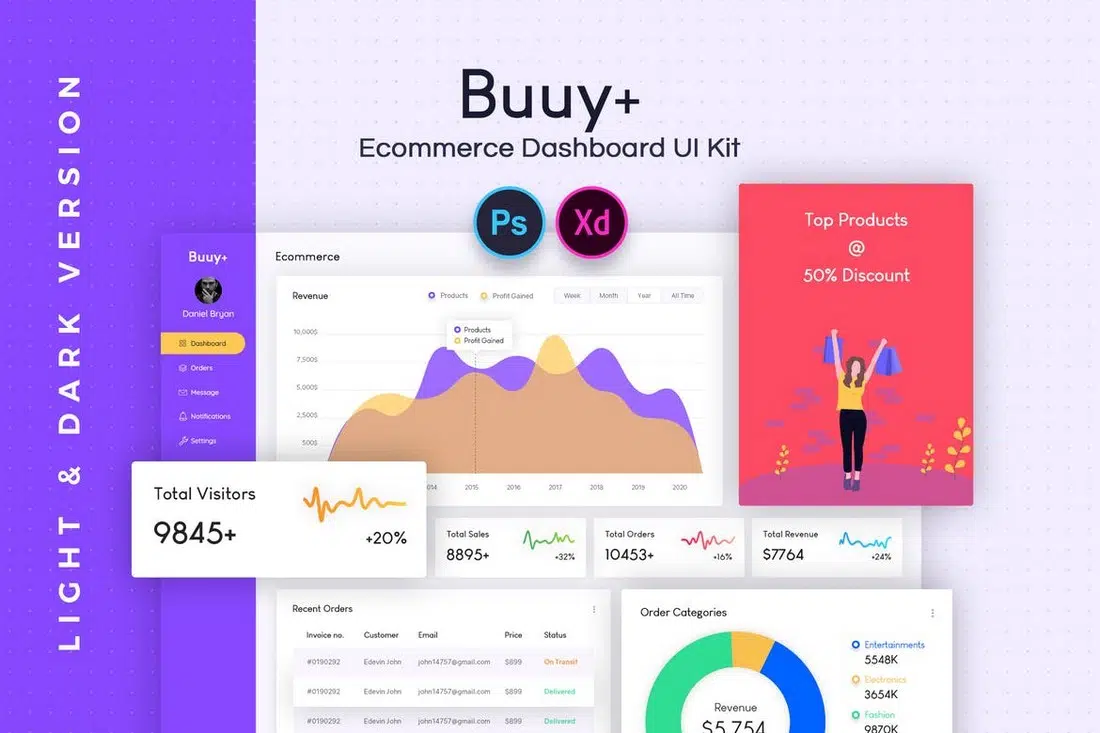 LIGHT & DARK VERSION
Buuy+
Ecommerce Dashboard UI Kit
Ps
Xd
Top Products
@
50% Discount
Buuy+
Daniel Bryan
Dashboard
Orders
Message
Notifications
Settings
Ecommerce
Revenue
Products
Profit Gained
Week
Month
Year
All Time
Products
Profit Gained
10,000$
7,500$
5,000$
2,500$
500$
014
2015
2016
2017
2018
2019
2020
Total Visitors
9845+
+20%
Total Sales
8895+
+32%
Total Orders
10453+
+16%
Total Revenue
$7764
+24%
Recent Orders
Invoice no. Customer Email Price Status
#0190292 Edevin John john14757@gmail.com $899 On Transit
#0190292 Edevin John john14757@gmail.com $899 Delivered
#0190292 Edevin John john14757@gmail.com $899 Delivered
Order Categories
Revenue
$5,754
Entertainments
5548K
Electronics
3654K
Fashion
9870K